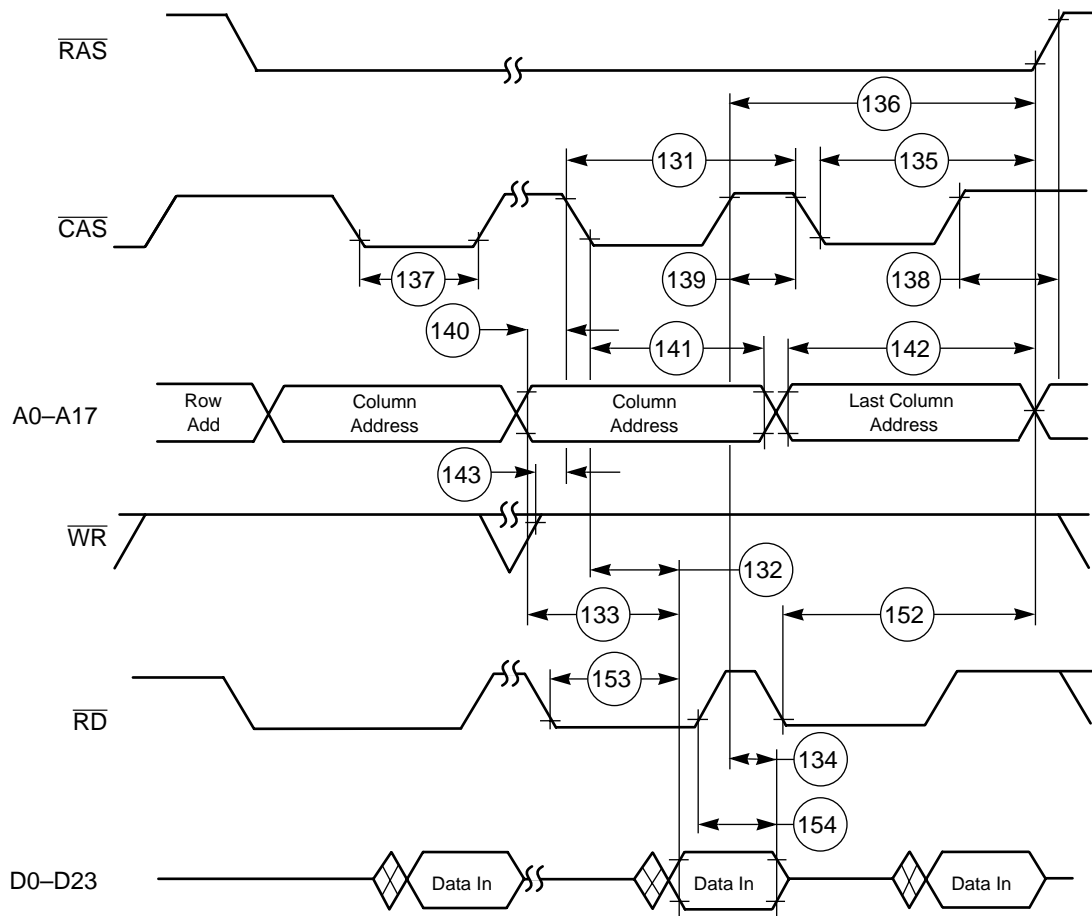 RAS
136
131
135
CAS
137
139
138
140
141
142
A0–A17
Row
Add
Column
Address
Column
Address
Last Column
Address
143
WR
132
133
152
153
RD
134
154
D0–D23
Data In
Data In
Data In